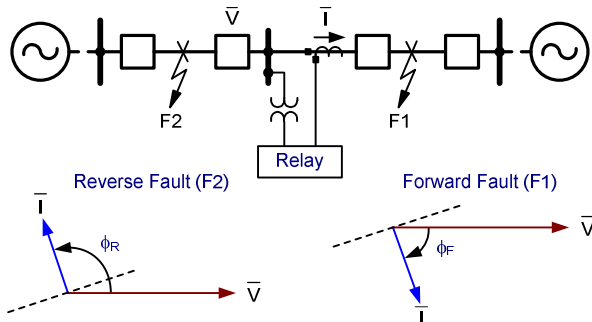 V̅
I̅
F2
F1
Relay
Reverse Fault (F2)
Forward Fault (F1)
I̅
ϕR
V̅
V̅
ϕF
I̅